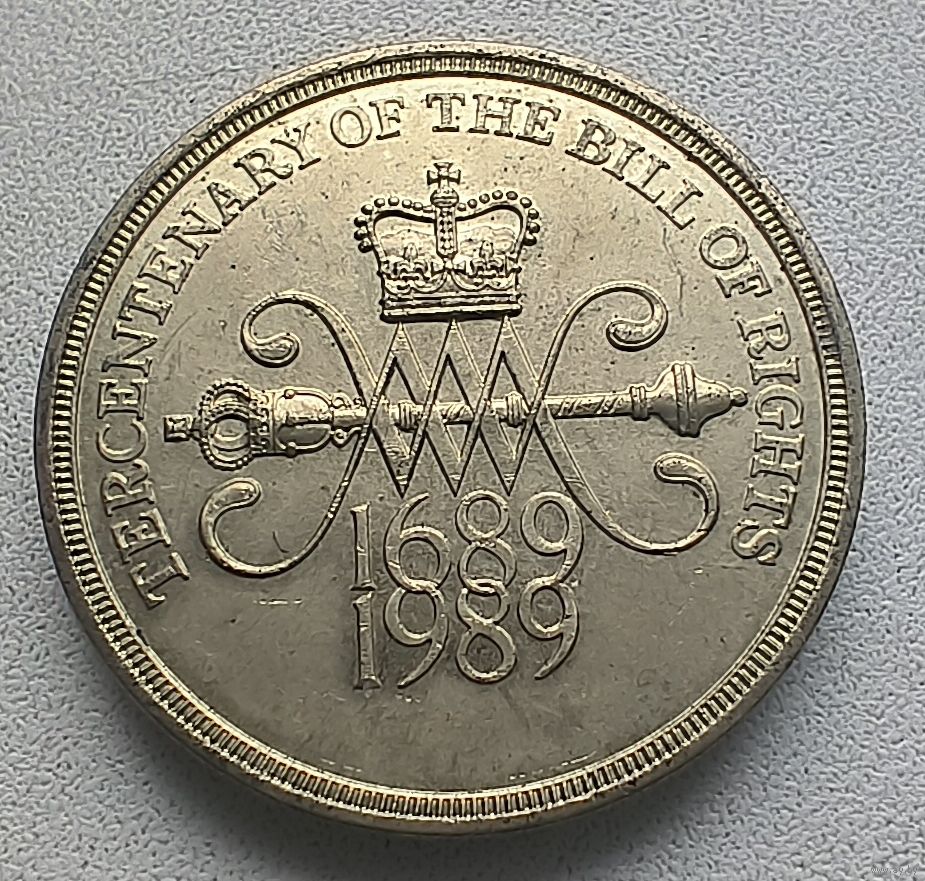 TERCENTENARY OF THE BILL OF RIGHTS
1689
1989